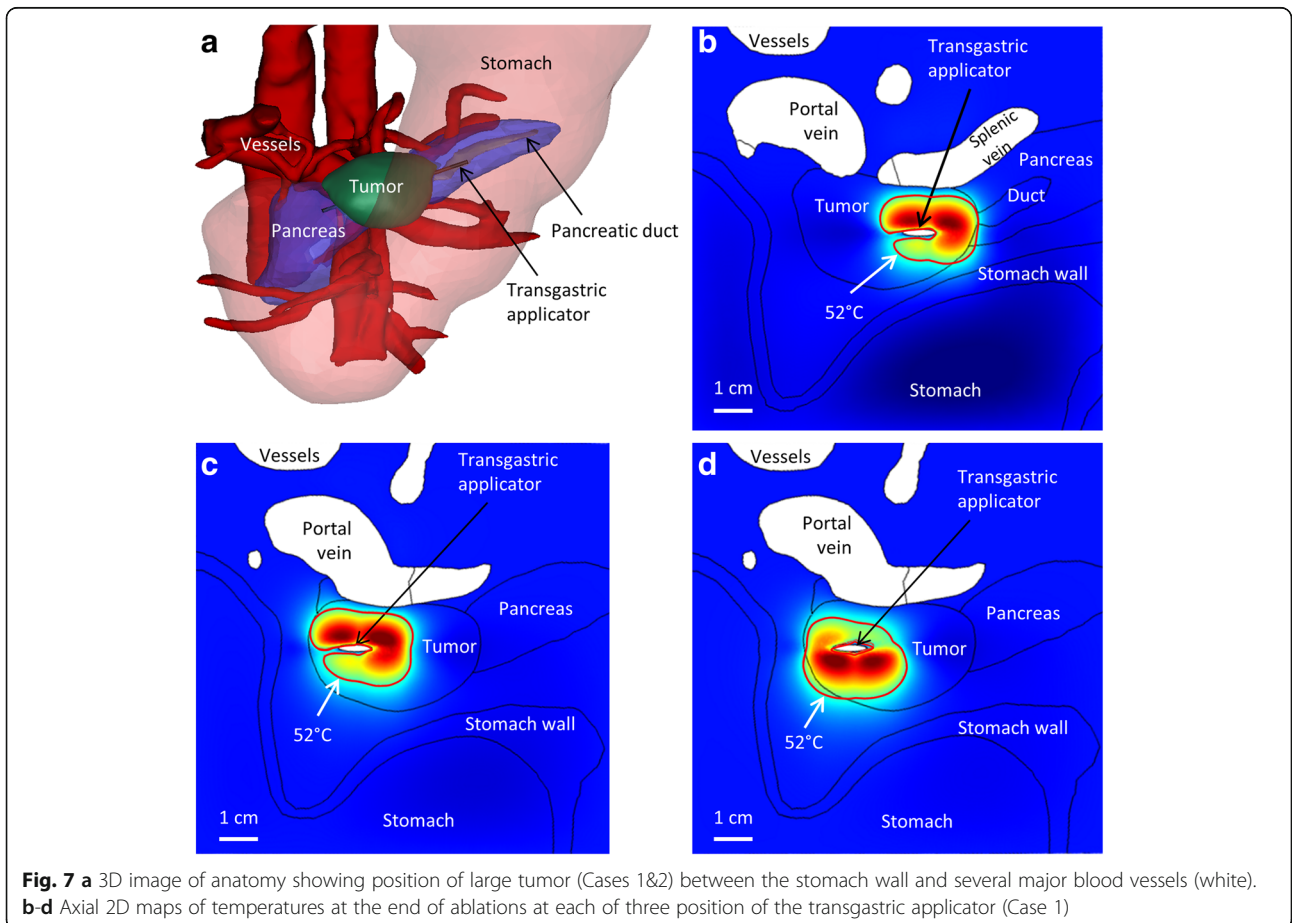 a
Stomach
Vessels
Tumor
Pancreas
Pancreatic duct
Transgastric
applicator
b
Vessels
Transgastric
applicator
Portal
vein
Splenic
vein
Pancreas
Duct
Tumor
Stomach wall
52°C
1 cm
Stomach
c
Vessels
Transgastric
applicator
Portal
vein
Pancreas
Tumor
Stomach wall
52°C
1 cm
Stomach
d
Vessels
Transgastric
applicator
Portal
vein
Pancreas
Tumor
Stomach wall
52°C
1 cm
Stomach
Fig. 7 a 3D image of anatomy showing position of large tumor (Cases 1&2) between the stomach wall and several major blood vessels (white).
b-d Axial 2D maps of temperatures at the end of ablations at each of three position of the transgastric applicator (Case 1)